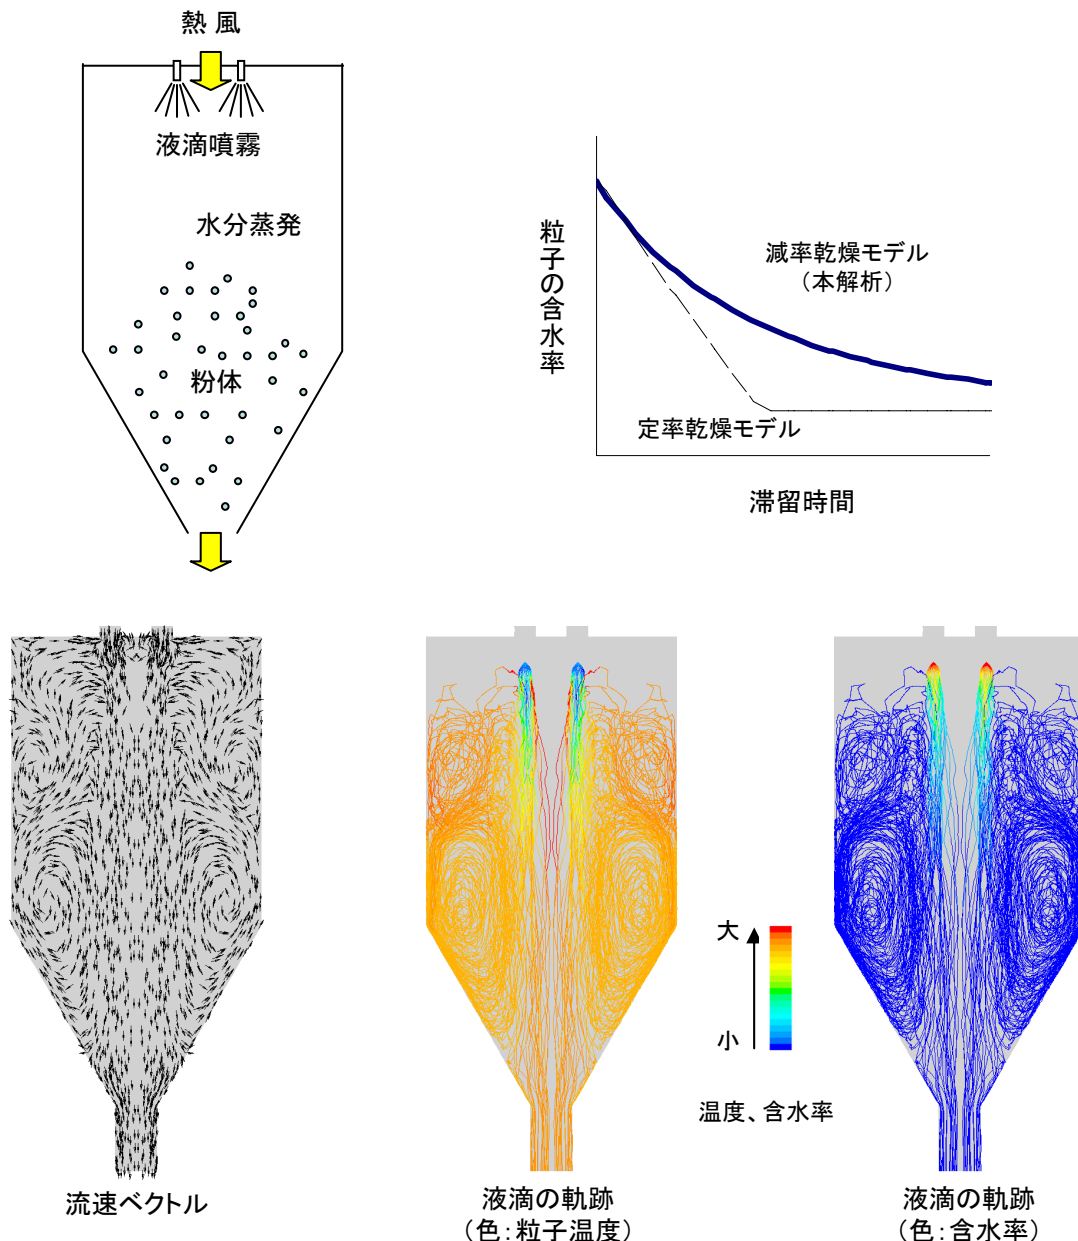 熱 風
液滴噴霧
水分蒸発
粉体
粒子の含水率
減率乾燥モデル
（本解析）
定率乾燥モデル
滞留時間
大
小
温度、含水率
流速ベクトル
液滴の軌跡
（色：粒子温度）
液滴の軌跡
（色：含水率）